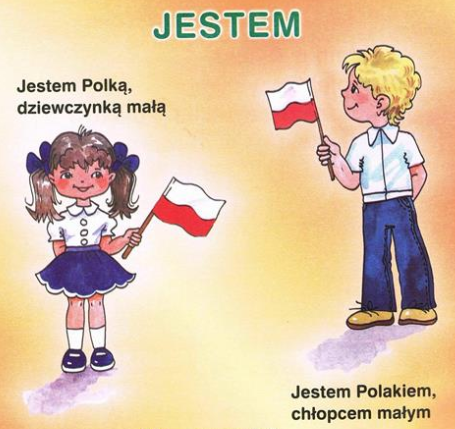 JESTEM
Jestem Polką,
dziewczynką małą
Jestem Polakiem,
chłopcem małym